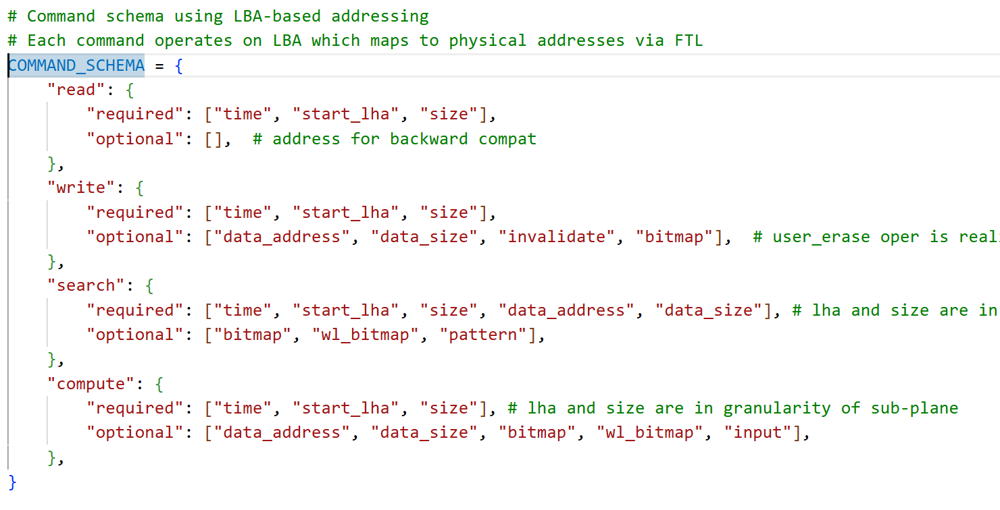 # Command schema using LBA-based addressing
# Each command operates on LBA which maps to physical addresses via FTL
COMMAND_SCHEMA = {
    "read": {
        "required": ["time", "start_lha", "size"],
        "optional": [],  # address for backward compat
    },
    "write": {
        "required": ["time", "start_lha", "size"],
        "optional": ["data_address", "data_size", "invalidate", "bitmap"],  # user_erase oper is reali
    },
    "search": {
        "required": ["time", "start_lha", "size", "data_address", "data_size"], # lha and size are in
        "optional": ["bitmap", "wl_bitmap", "pattern"],
    },
    "compute": {
        "required": ["time", "start_lha", "size"], # lha and size are in granularity of sub-plane
        "optional": ["data_address", "data_size", "bitmap", "wl_bitmap", "input"],
    },
}